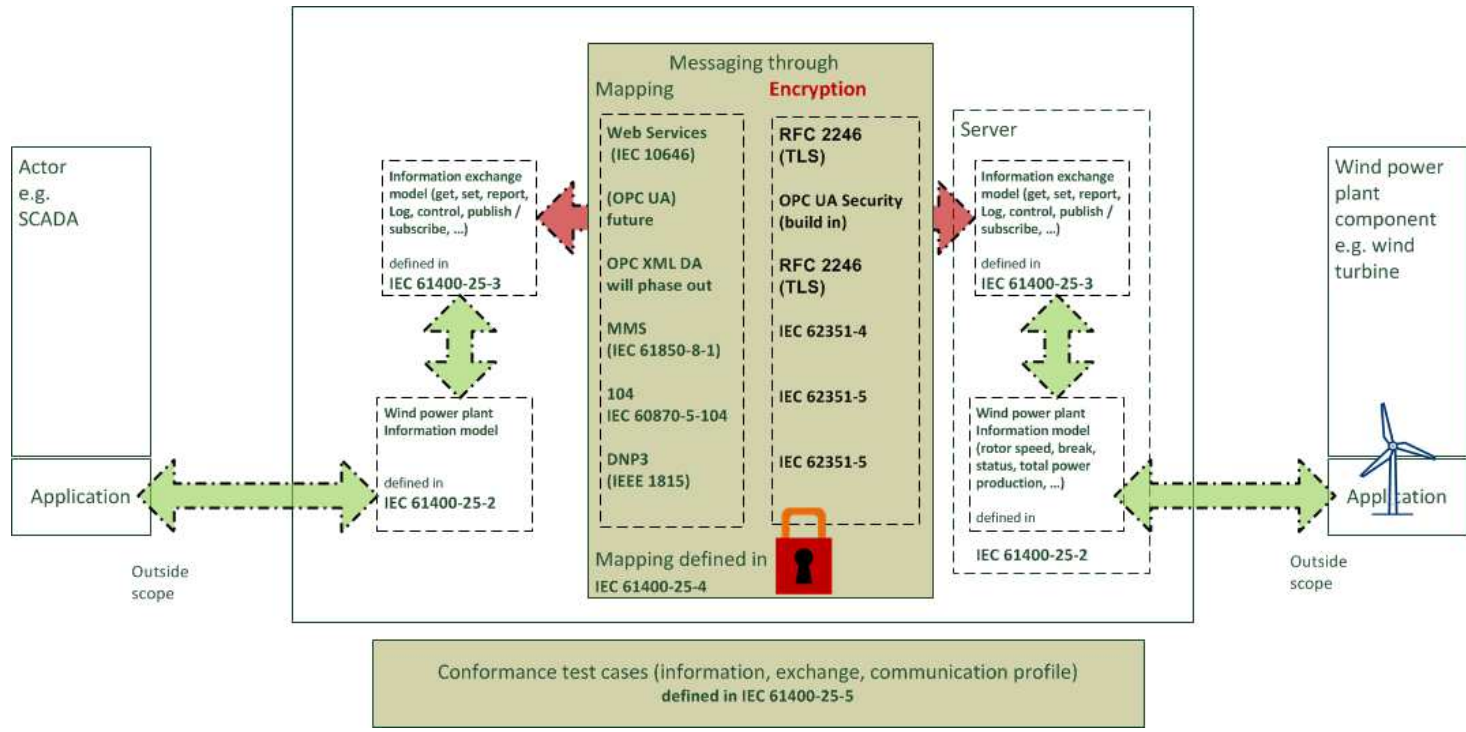 Actor
e.g.
SCADA
Application
Outside
scope
Information exchange
model (get, set, report,
Log, control, publish /
subscribe, ...)
defined in
IEC 61400-25-3
Wind power plant
Information model
defined in
IEC 61400-25-2
Messaging through
Mapping
Encryption
Web Services
(IEC 10646)
RFC 2246
(TLS)
(OPC UA)
future
OPC UA Security
(build in)
OPC XML DA
will phase out
RFC 2246
(TLS)
MMS
(IEC 61850-8-1)
IEC 62351-4
104
IEC 60870-5-104
IEC 62351-5
DNP3
(IEEE 1815)
IEC 62351-5
Mapping defined in
IEC 61400-25-4
Server
Information exchange
model (get, set, report,
Log, control, publish /
subscribe, ...)
defined in
IEC 61400-25-3
Wind power plant
Information model
(rotor speed, break,
status, total power
production, ...)
defined in
IEC 61400-25-2
Wind power
plant
component
e.g. wind
turbine
Application
Outside
scope
Conformance test cases (information, exchange, communication profile)
defined in IEC 61400-25-5